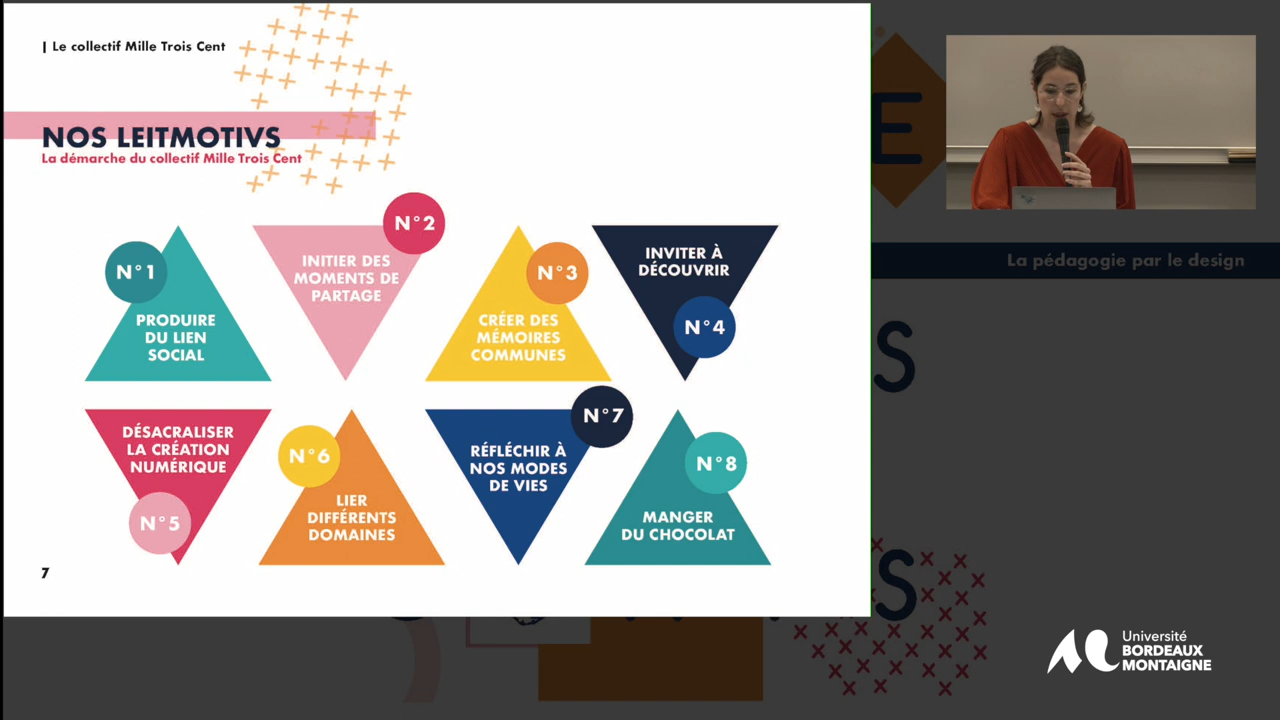 | Le collectif Mille Trois Cent
NOS LEITMOTIVS
La démarche du collectif Mille Trois Cent
N°1
PRODUIRE
DU LIEN
SOCIAL
N°2
INITIER DES
MOMENTS DE
PARTAGE
N°3
CRÉER DES
MÉMOIRES
COMMUNES
INVITER À
DÉCOUVRIR
N°4
DÉSACRALISER
LA CRÉATION
NUMÉRIQUE
N°5
N°6
LIER
DIFFÉRENTS
DOMAINES
N°7
RÉFLÉCHIR À
NOS MODES
DE VIES
N°8
MANGER
DU CHOCOLAT
7
E
La pédagogie par le design
S
S
Université
BORDEAUX
MONTAIGNE